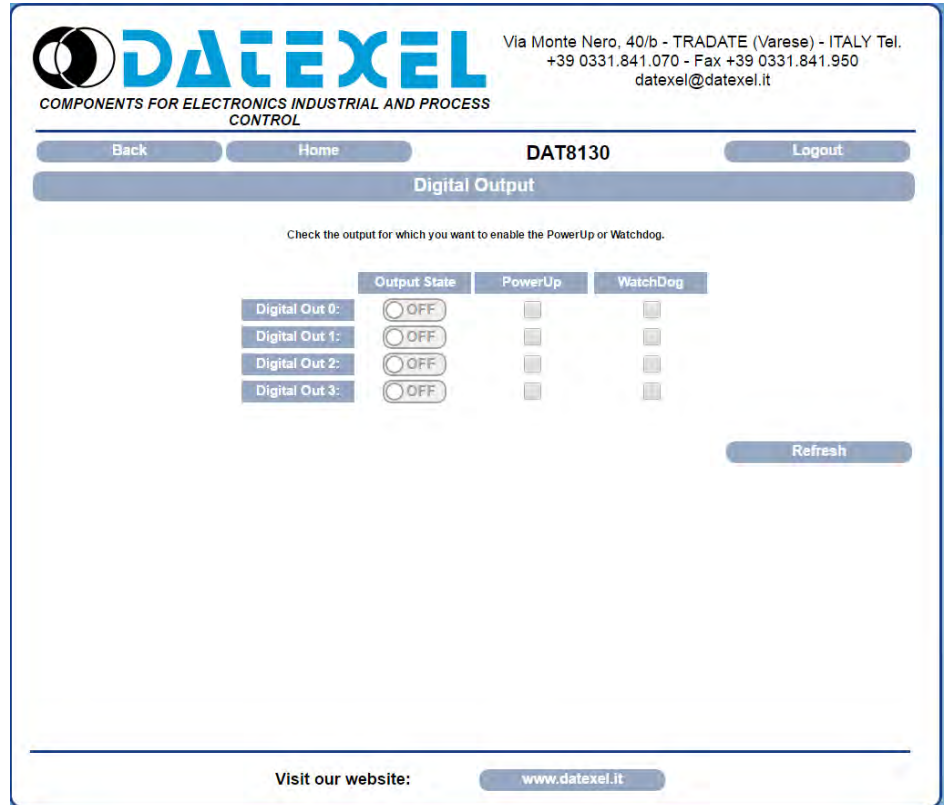 DATEXEL
COMPONENTS FOR ELECTRONICS INDUSTRIAL AND PROCESS
CONTROL
Via Monte Nero, 40/b - TRADATE (Varese) - ITALY Tel.
+39 0331.841.070 - Fax +39 0331.841.950
datexel@datexel.it
Back Home DAT8130 Logout
Digital Output
Check the output for which you want to enable the PowerUp or Watchdog.
Output State PowerUp WatchDog
Digital Out 0: OFF
Digital Out 1: OFF
Digital Out 2: OFF
Digital Out 3: OFF
Refresh
Visit our website: www.datexel.it